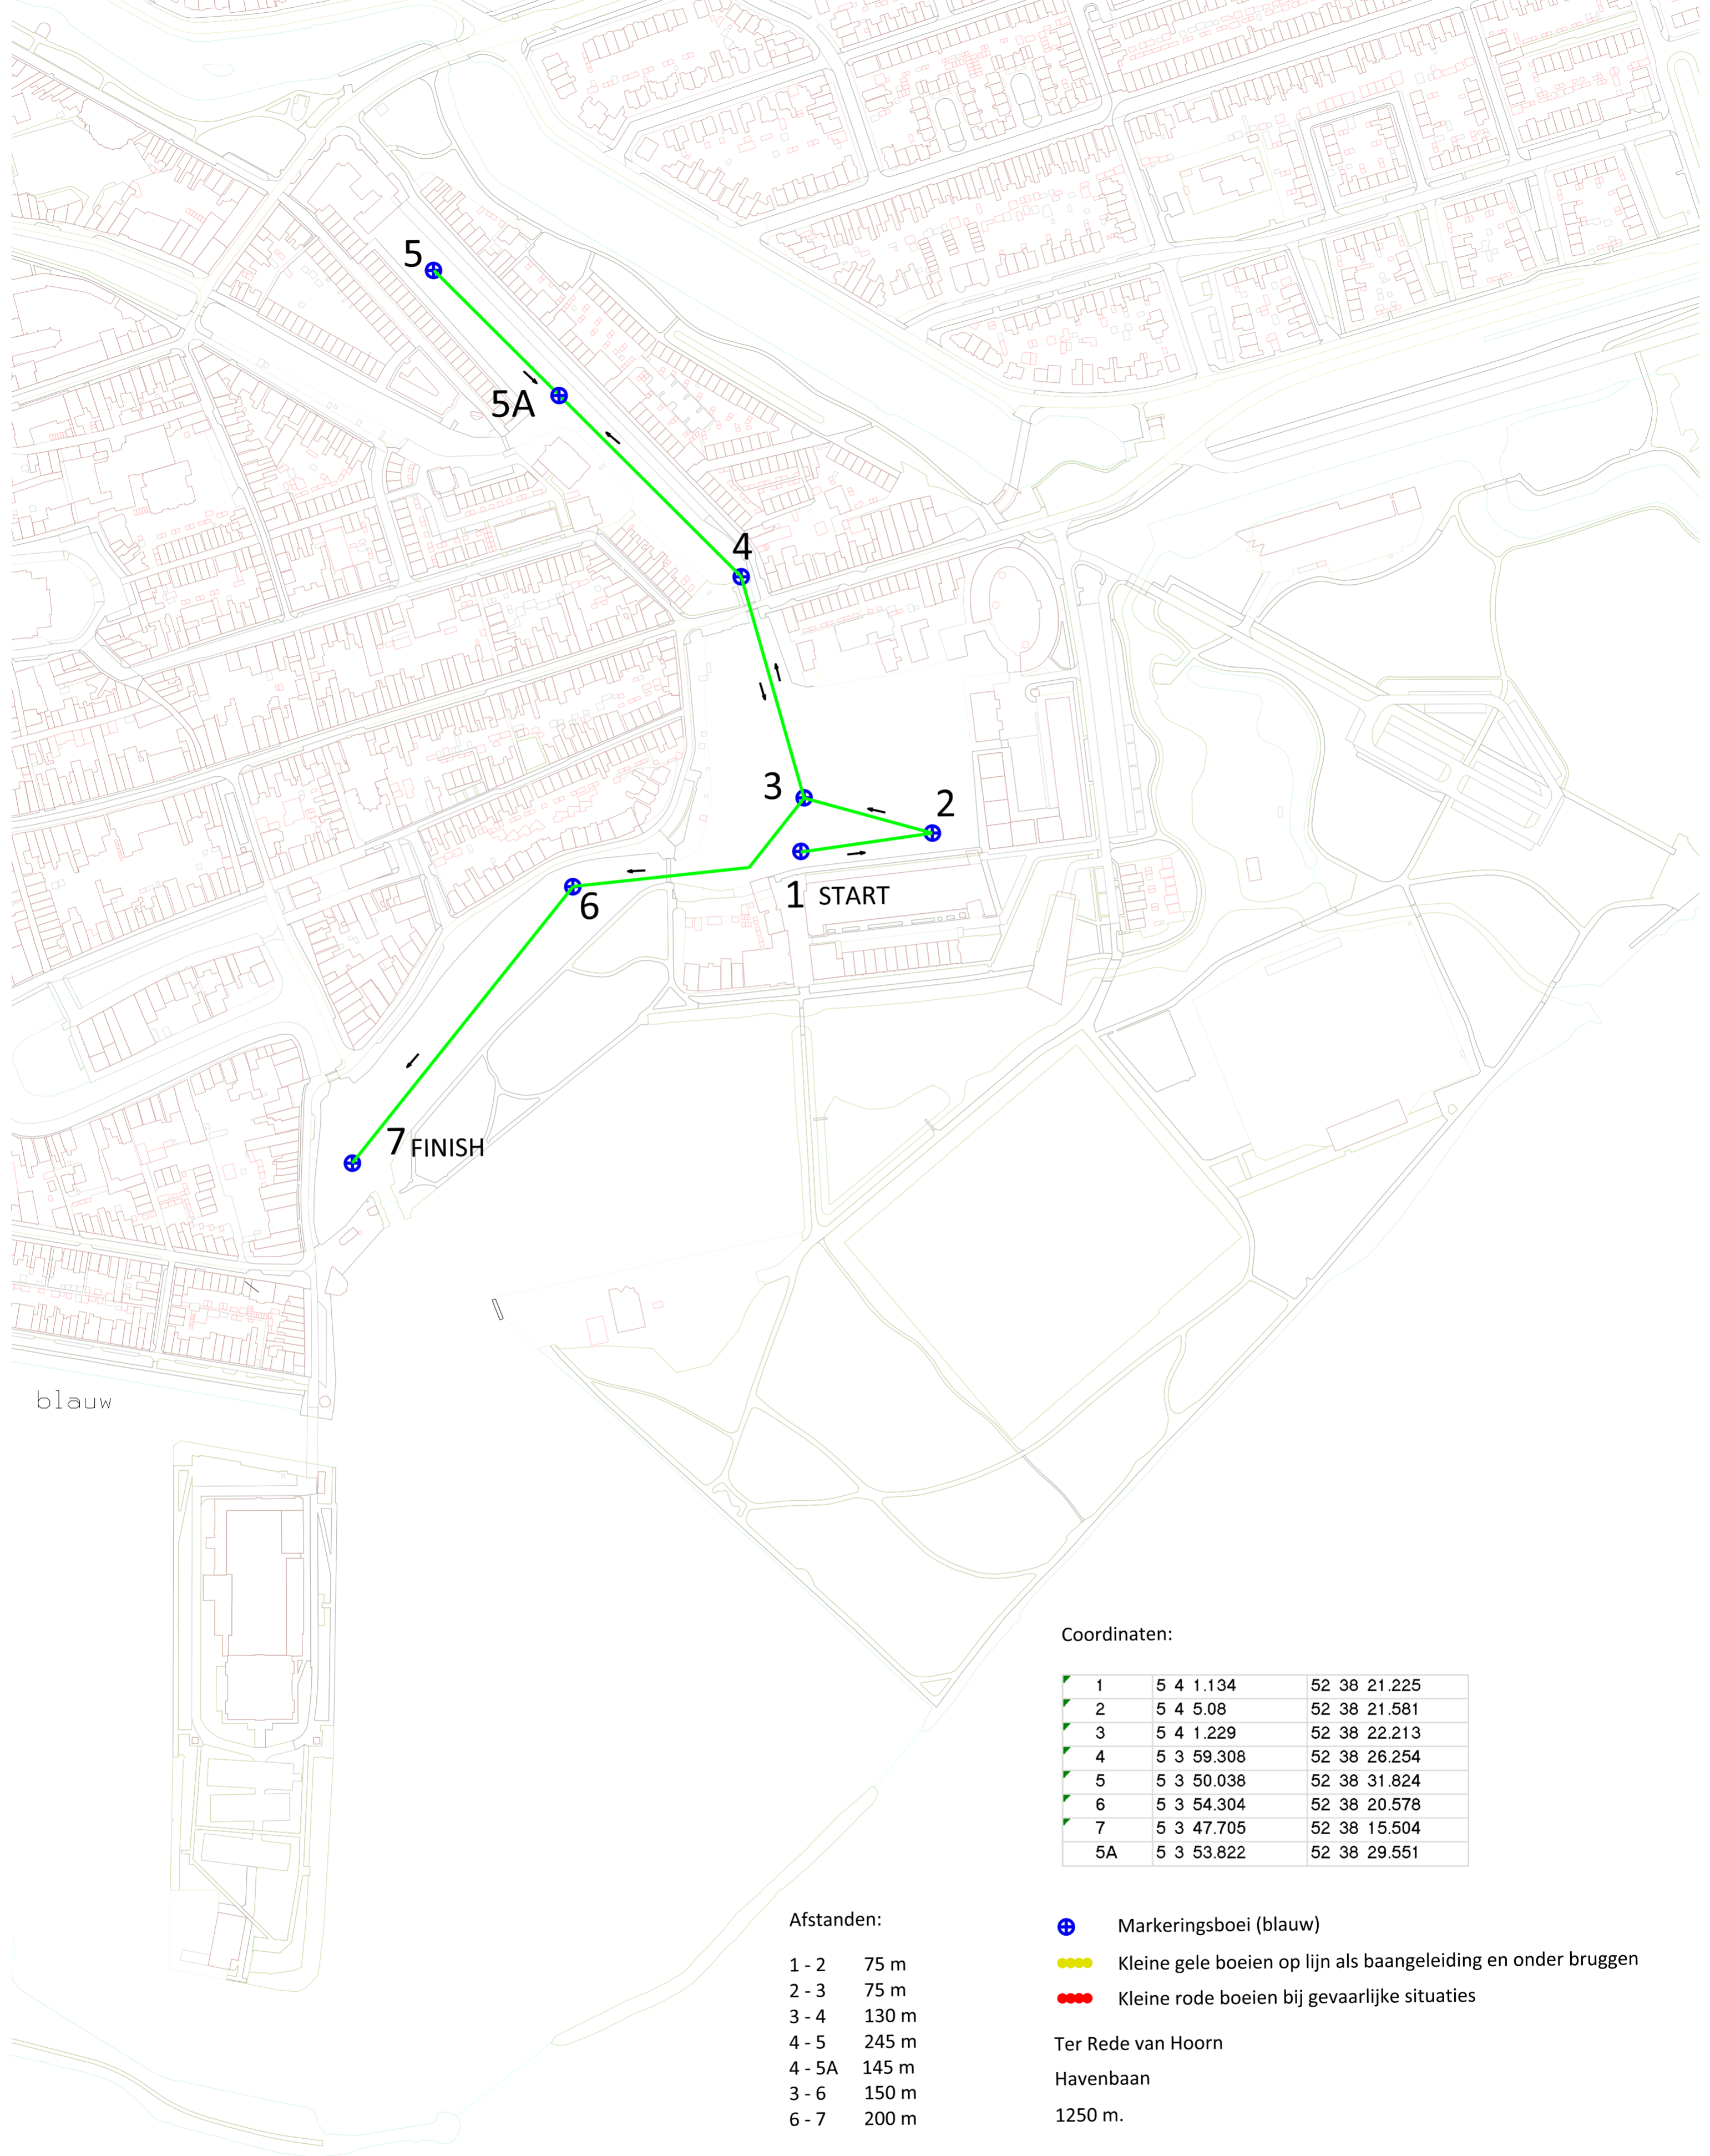 5
5A
4
3
2
1 START
6
7 FINISH
blauw
Coordinaten:
1 5 4 1.134 52 38 21.225
2 5 4 5.08 52 38 21.581
3 5 4 1.229 52 38 22.213
4 5 3 59.308 52 38 26.254
5 5 3 50.038 52 38 31.824
6 5 3 54.304 52 38 20.578
7 5 3 47.705 52 38 15.504
5A 5 3 53.822 52 38 29.551
Afstanden:
1 - 2 75 m
2 - 3 75 m
3 - 4 130 m
4 - 5 245 m
4 - 5A 145 m
3 - 6 150 m
6 - 7 200 m
Markeringsboei (blauw)
Kleine gele boeien op lijn als baangeleiding en onder bruggen
Kleine rode boeien bij gevaarlijke situaties
Ter Rede van Hoorn
Havenbaan
1250 m.